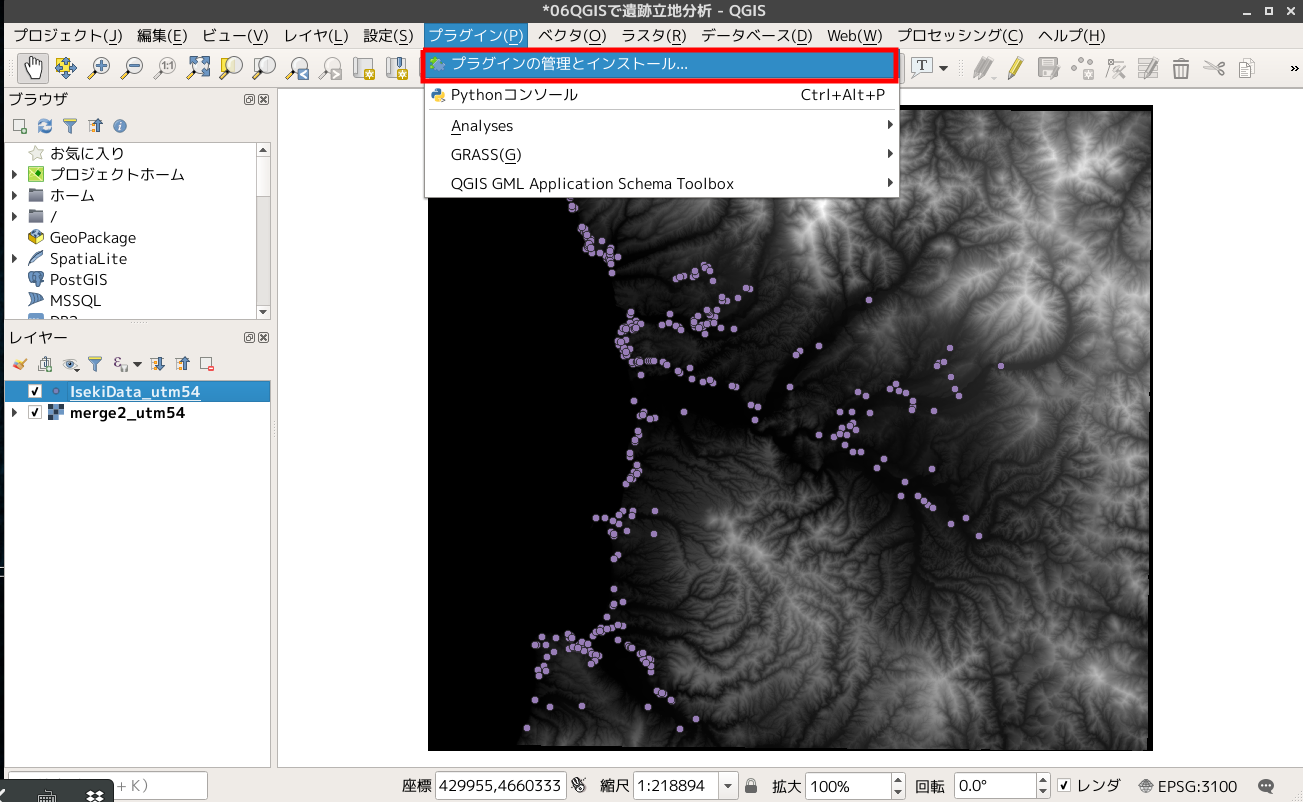 *06QGISで遺跡立地分析 - QGIS
プロジェクト(J) 編集(E) ビュー(V) レイヤ(L) 設定(S) プラグイン(P) ベクタ(O) ラスタ(R) データベース(D) Web(W) プロセッシング(C) ヘルプ(H)
プラグインの管理とインストール...
Pythonコンソール Ctrl+Alt+P
Analyses
GRASS(G)
QGIS GML Application Schema Toolbox
1:1
T
»
ブラウザ
お気に入り
プロジェクトホーム
ホーム
/
GeoPackage
SpatiaLite
PostGIS
MSSQL
レイヤー
IsekiData_utm54
merge2_utm54
+ K)
座標 429955,4660333 縮尺 1:218894 拡大 100% 回転 0.0° レンダ EPSG:3100